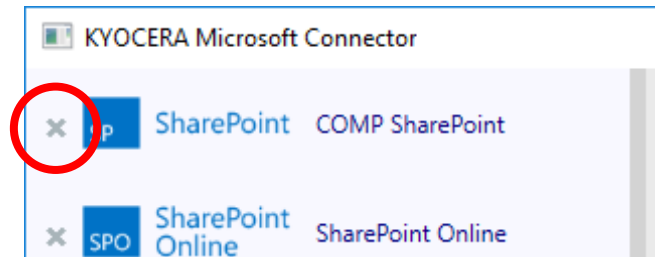 KYOCERA Microsoft Connector
SP SharePoint COMP SharePoint
SPO SharePoint Online SharePoint Online